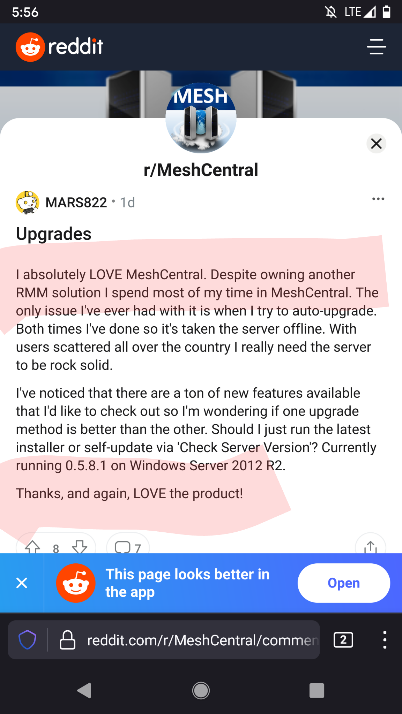 5:56
LTE
reddit
MESH
r/MeshCentral
MARS822 • 1d
Upgrades
I absolutely LOVE MeshCentral. Despite owning another
RMM solution I spend most of my time in MeshCentral. The
only issue I've ever had with it is when I try to auto-upgrade.
Both times I've done so it's taken the server offline. With
users scattered all over the country I really need the server
to be rock solid.
I've noticed that there are a ton of new features available
that I'd like to check out so I'm wondering if one upgrade
method is better than the other. Should I just run the latest
installer or self-update via 'Check Server Version'? Currently
running 0.5.8.1 on Windows Server 2012 R2.
Thanks, and again, LOVE the product!
8
7
This page looks better in
the app
Open
reddit.com/r/MeshCentral/commen
2